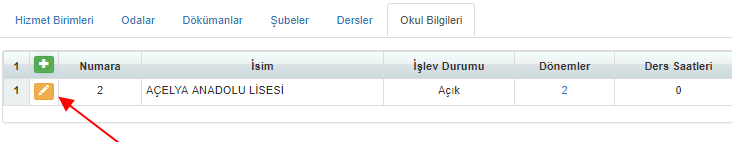 Hizmet Birimleri Odalar Dökümanlar Şubeler Dersler Okul Bilgileri
1 Numara İsim İşlev Durumu Dönemler Ders Saatleri
1 2 AÇELYA ANADOLU LİSESİ Açık 2 0